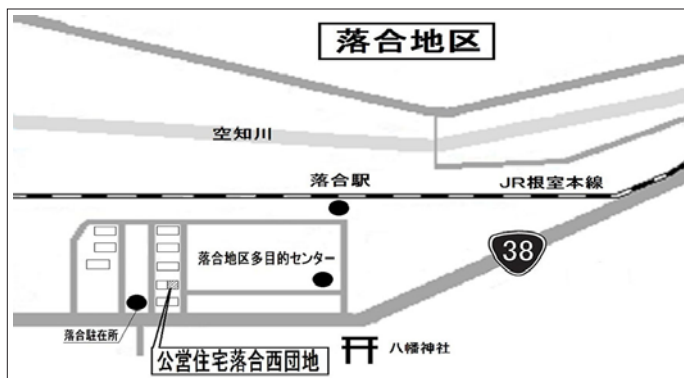 落合地区
空知川
落合駅
JR根室本線
落合地区多目的センター
38
落合駐在所
公営住宅落合西団地
八幡神社